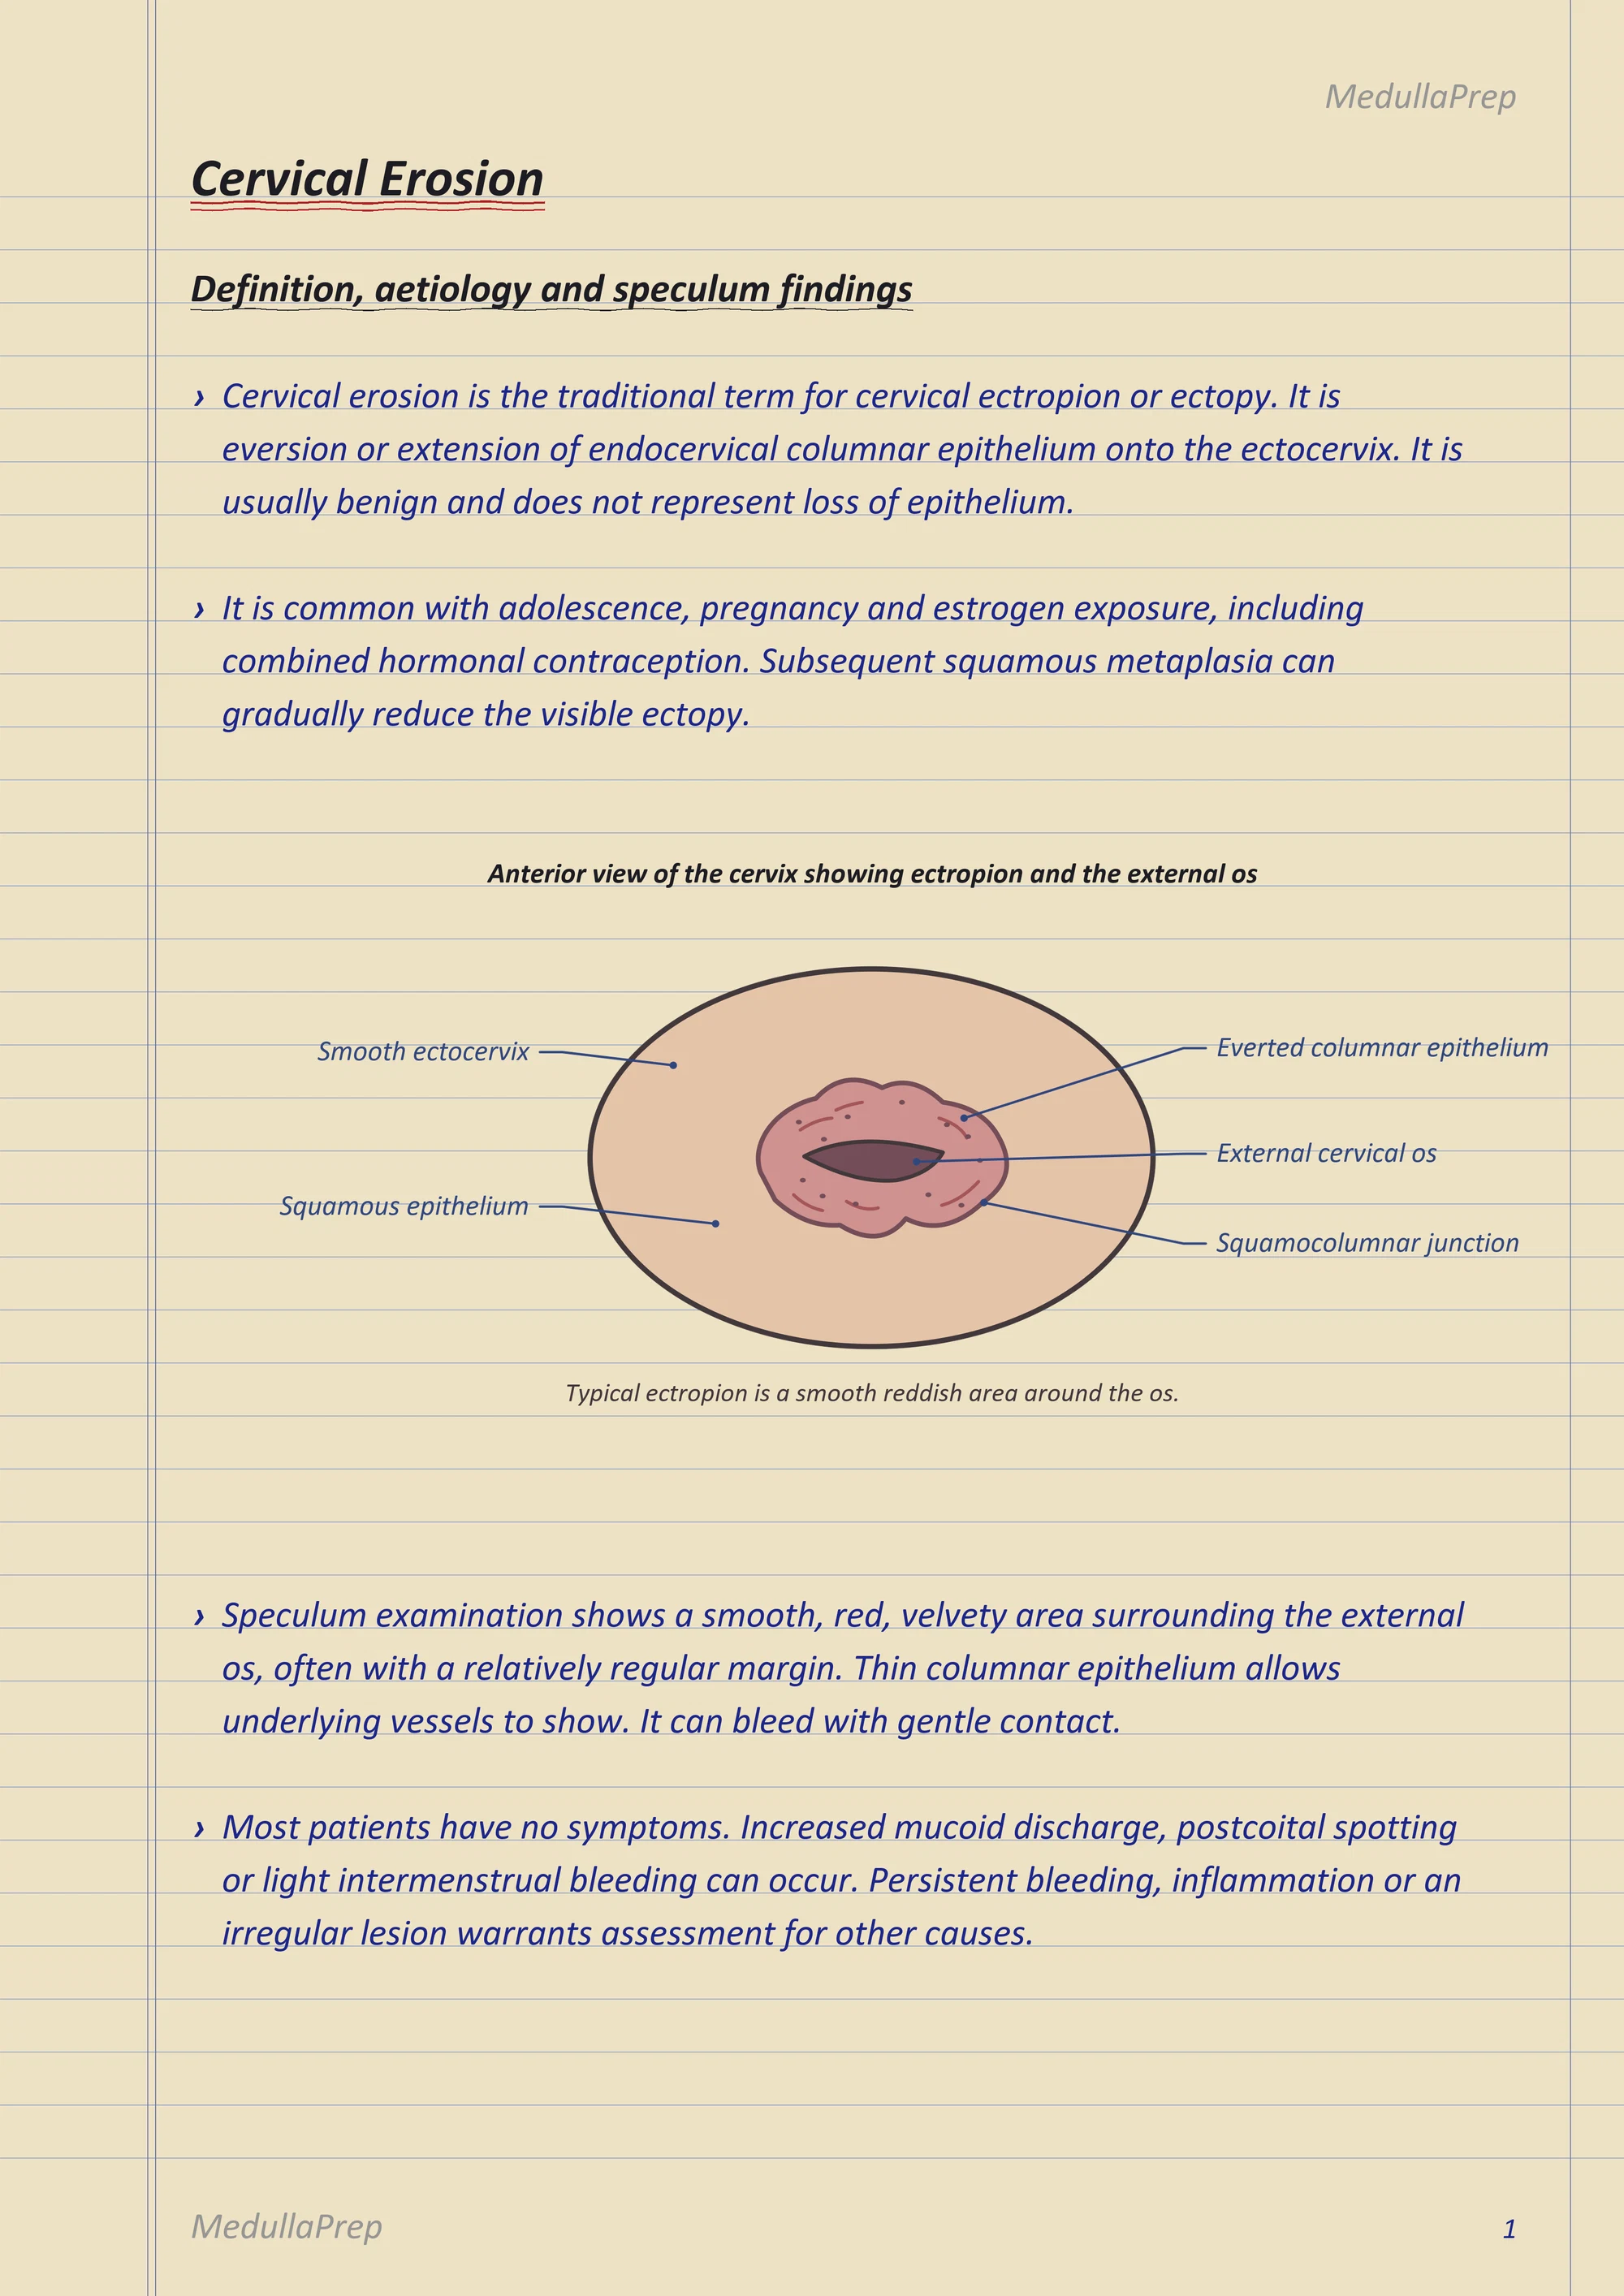 MedullaPrep
Cervical Erosion
Definition, aetiology and speculum findings
› Cervical erosion is the traditional term for cervical ectropion or ectopy. It is
eversion or extension of endocervical columnar epithelium onto the ectocervix. It is
usually benign and does not represent loss of epithelium.
› It is common with adolescence, pregnancy and estrogen exposure, including
combined hormonal contraception. Subsequent squamous metaplasia can
gradually reduce the visible ectopy.
Anterior view of the cervix showing ectropion and the external os
Smooth ectocervix
Everted columnar epithelium
External cervical os
Squamous epithelium
Squamocolumnar junction
Typical ectropion is a smooth reddish area around the os.
› Speculum examination shows a smooth, red, velvety area surrounding the external
os, often with a relatively regular margin. Thin columnar epithelium allows
underlying vessels to show. It can bleed with gentle contact.
› Most patients have no symptoms. Increased mucoid discharge, postcoital spotting
or light intermenstrual bleeding can occur. Persistent bleeding, inflammation or an
irregular lesion warrants assessment for other causes.
MedullaPrep
1